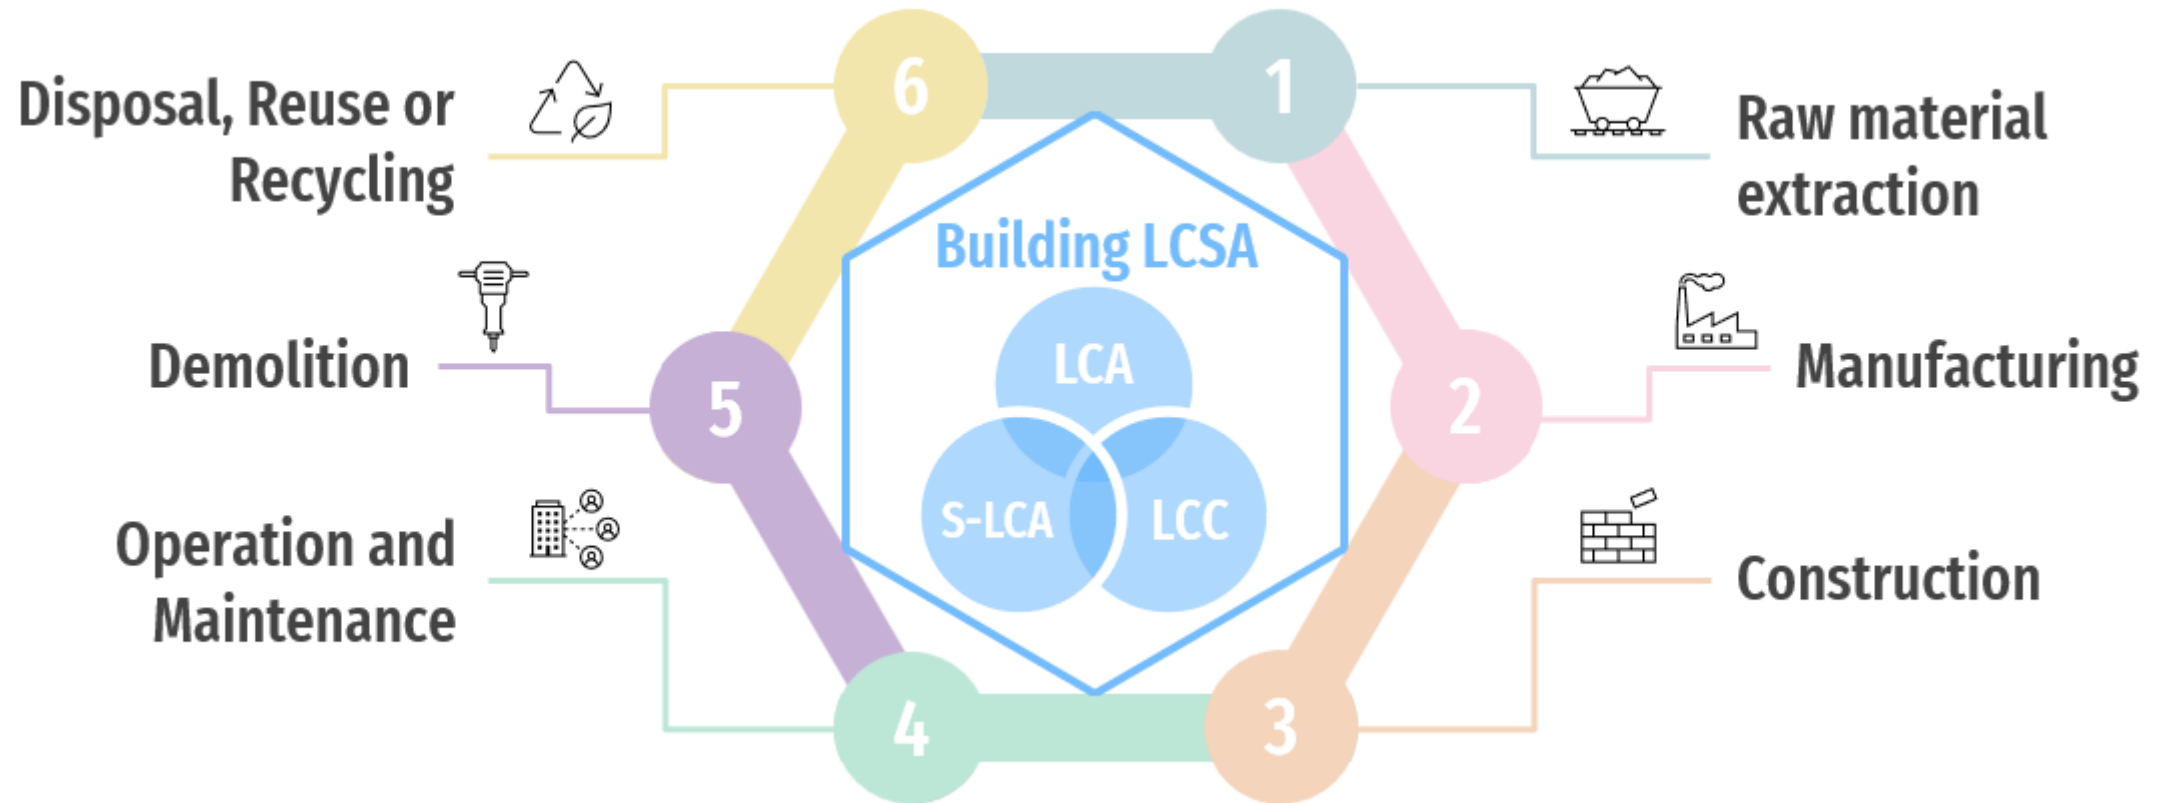 6
1
Disposal, Reuse or
Recycling
Raw material
extraction
Building LCSA
LCA
Demolition
5
2
Manufacturing
S-LCA
LCC
Operation and
Maintenance
Construction
4
3